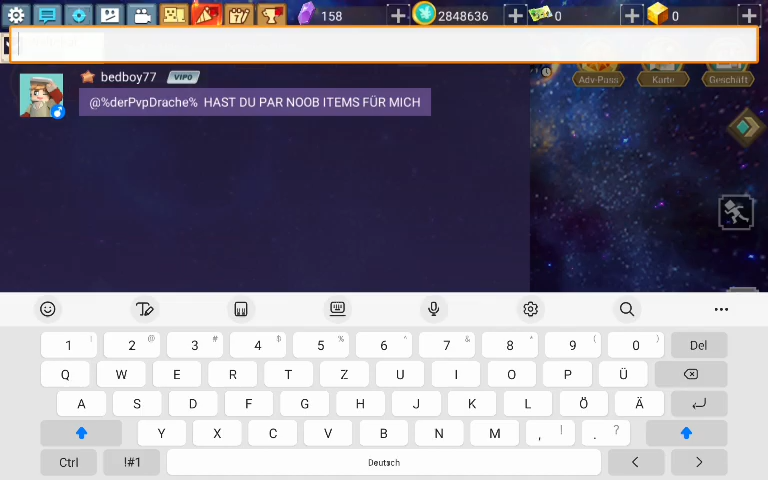 158
2848636
0
0
bedboy77 VIP0
@%derPvpDrache% HAST DU PAR NOOB ITEMS FÜR MICH
Adv-Pass Karte Geschäft
1 ! 2 @ 3 # 4 $ 5 % 6 ^ 7 & 8 * 9 ( 0 ) Del
Q W E R T Z U I O P Ü
A S D F G H J K L Ö Ä
Y X C V B N M , ! . ?
Ctrl !#1 Deutsch < >